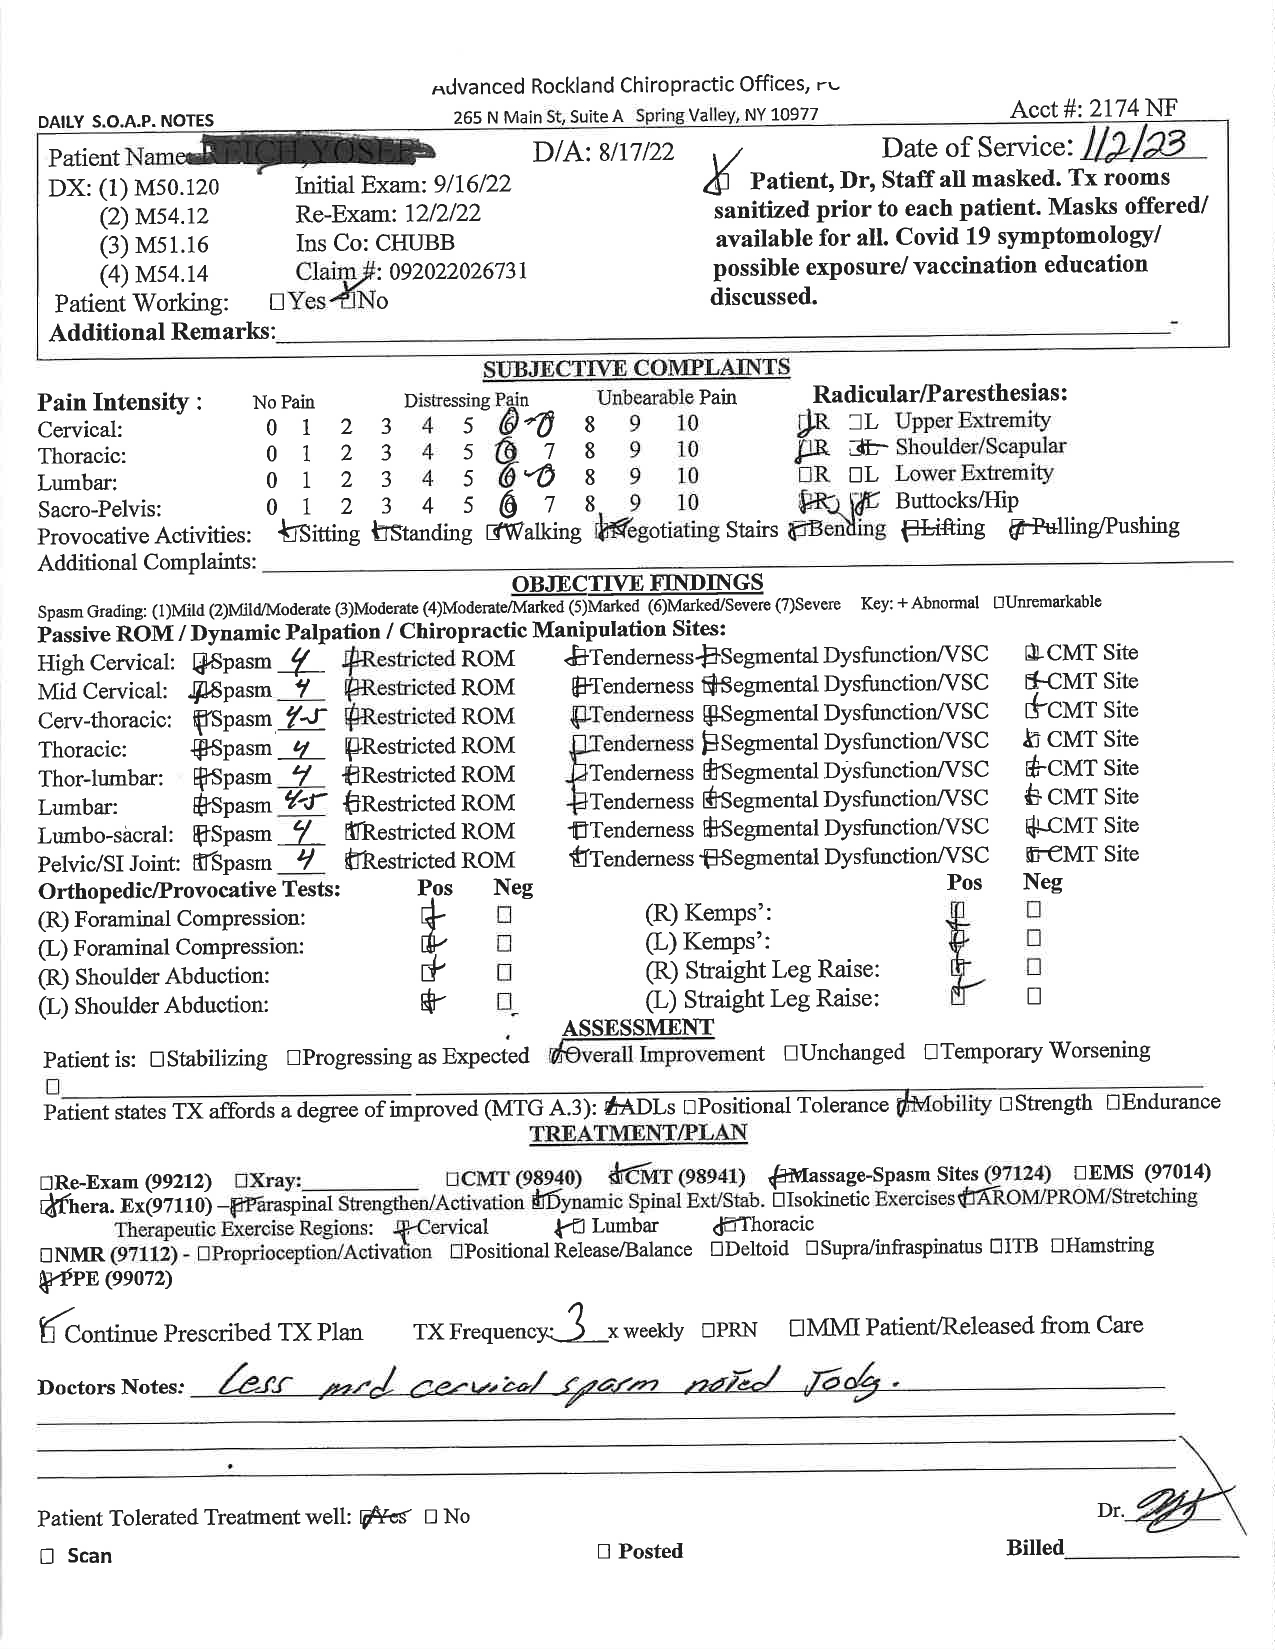 Advanced Rockland Chiropractic Offices, PC
DAILY S.O.A.P. NOTES 265 N Main St, Suite A Spring Valley, NY 10977 Acct #: 2174 NF
Patient Name: D/A: 8/17/22 Date of Service: 1/2/23
DX: (1) M50.120 Initial Exam: 9/16/22 Patient, Dr, Staff all masked. Tx rooms
(2) M54.12 Re-Exam: 12/2/22 sanitized prior to each patient. Masks offered/
(3) M51.16 Ins Co: CHUBB available for all. Covid 19 symptomology/
(4) M54.14 Claim #: 092022026731 possible exposure/ vaccination education
Patient Working: □Yes □No discussed.
Additional Remarks:
SUBJECTIVE COMPLAINTS
Pain Intensity : No Pain Distressing Pain Unbearable Pain Radicular/Paresthesias:
Cervical: 0 1 2 3 4 5 6 - 7 8 9 10 □R □L Upper Extremity
Thoracic: 0 1 2 3 4 5 6 7 8 9 10 □R □L Shoulder/Scapular
Lumbar: 0 1 2 3 4 5 6 - 7 8 9 10 □R □L Lower Extremity
Sacro-Pelvis: 0 1 2 3 4 5 6 7 8 9 10 □R □L Buttocks/Hip
Provocative Activities: □Sitting □Standing □Walking □Negotiating Stairs □Bending □Lifting □Pulling/Pushing
Additional Complaints:
OBJECTIVE FINDINGS
Spasm Grading: (1)Mild (2)Mild/Moderate (3)Moderate (4)Moderate/Marked (5)Marked (6)Marked/Severe (7)Severe Key: + Abnormal □Unremarkable
Passive ROM / Dynamic Palpation / Chiropractic Manipulation Sites:
High Cervical: □Spasm 4 □Restricted ROM □Tenderness □Segmental Dysfunction/VSC □CMT Site
Mid Cervical: □Spasm 4 □Restricted ROM □Tenderness □Segmental Dysfunction/VSC □CMT Site
Cerv-thoracic: □Spasm 4-5 □Restricted ROM □Tenderness □Segmental Dysfunction/VSC □CMT Site
Thoracic: □Spasm 4 □Restricted ROM □Tenderness □Segmental Dysfunction/VSC □CMT Site
Thor-lumbar: □Spasm 4 □Restricted ROM □Tenderness □Segmental Dysfunction/VSC □CMT Site
Lumbar: □Spasm 4-5 □Restricted ROM □Tenderness □Segmental Dysfunction/VSC □CMT Site
Lumbo-sacral: □Spasm 4 □Restricted ROM □Tenderness □Segmental Dysfunction/VSC □CMT Site
Pelvic/SI Joint: □Spasm 4 □Restricted ROM □Tenderness □Segmental Dysfunction/VSC □CMT Site
Orthopedic/Provocative Tests: Pos Neg Pos Neg
(R) Foraminal Compression: □ □ (R) Kemps': □ □
(L) Foraminal Compression: □ □ (L) Kemps': □ □
(R) Shoulder Abduction: □ □ (R) Straight Leg Raise: □ □
(L) Shoulder Abduction: □ □ (L) Straight Leg Raise: □ □
ASSESSMENT
Patient is: □Stabilizing □Progressing as Expected □Overall Improvement □Unchanged □Temporary Worsening
□
Patient states TX affords a degree of improved (MTG A.3): □ADLs □Positional Tolerance □Mobility □Strength □Endurance
TREATMENT/PLAN
□Re-Exam (99212) □Xray: □CMT (98940) □CMT (98941) □Massage-Spasm Sites (97124) □EMS (97014)
□Thera. Ex(97110) – □Paraspinal Strengthen/Activation □Dynamic Spinal Ext/Stab. □Isokinetic Exercises □AROM/PROM/Stretching
Therapeutic Exercise Regions: □Cervical □ Lumbar □Thoracic
□NMR (97112) - □Proprioception/Activation □Positional Release/Balance □Deltoid □Supra/infraspinatus □ITB □Hamstring
□PPE (99072)
□ Continue Prescribed TX Plan TX Frequency: 3 x weekly □PRN □MMI Patient/Released from Care
Doctors Notes: Less mrd cervical spasm noted Today.
Patient Tolerated Treatment well: □Yes □ No Dr.
□ Scan □ Posted Billed